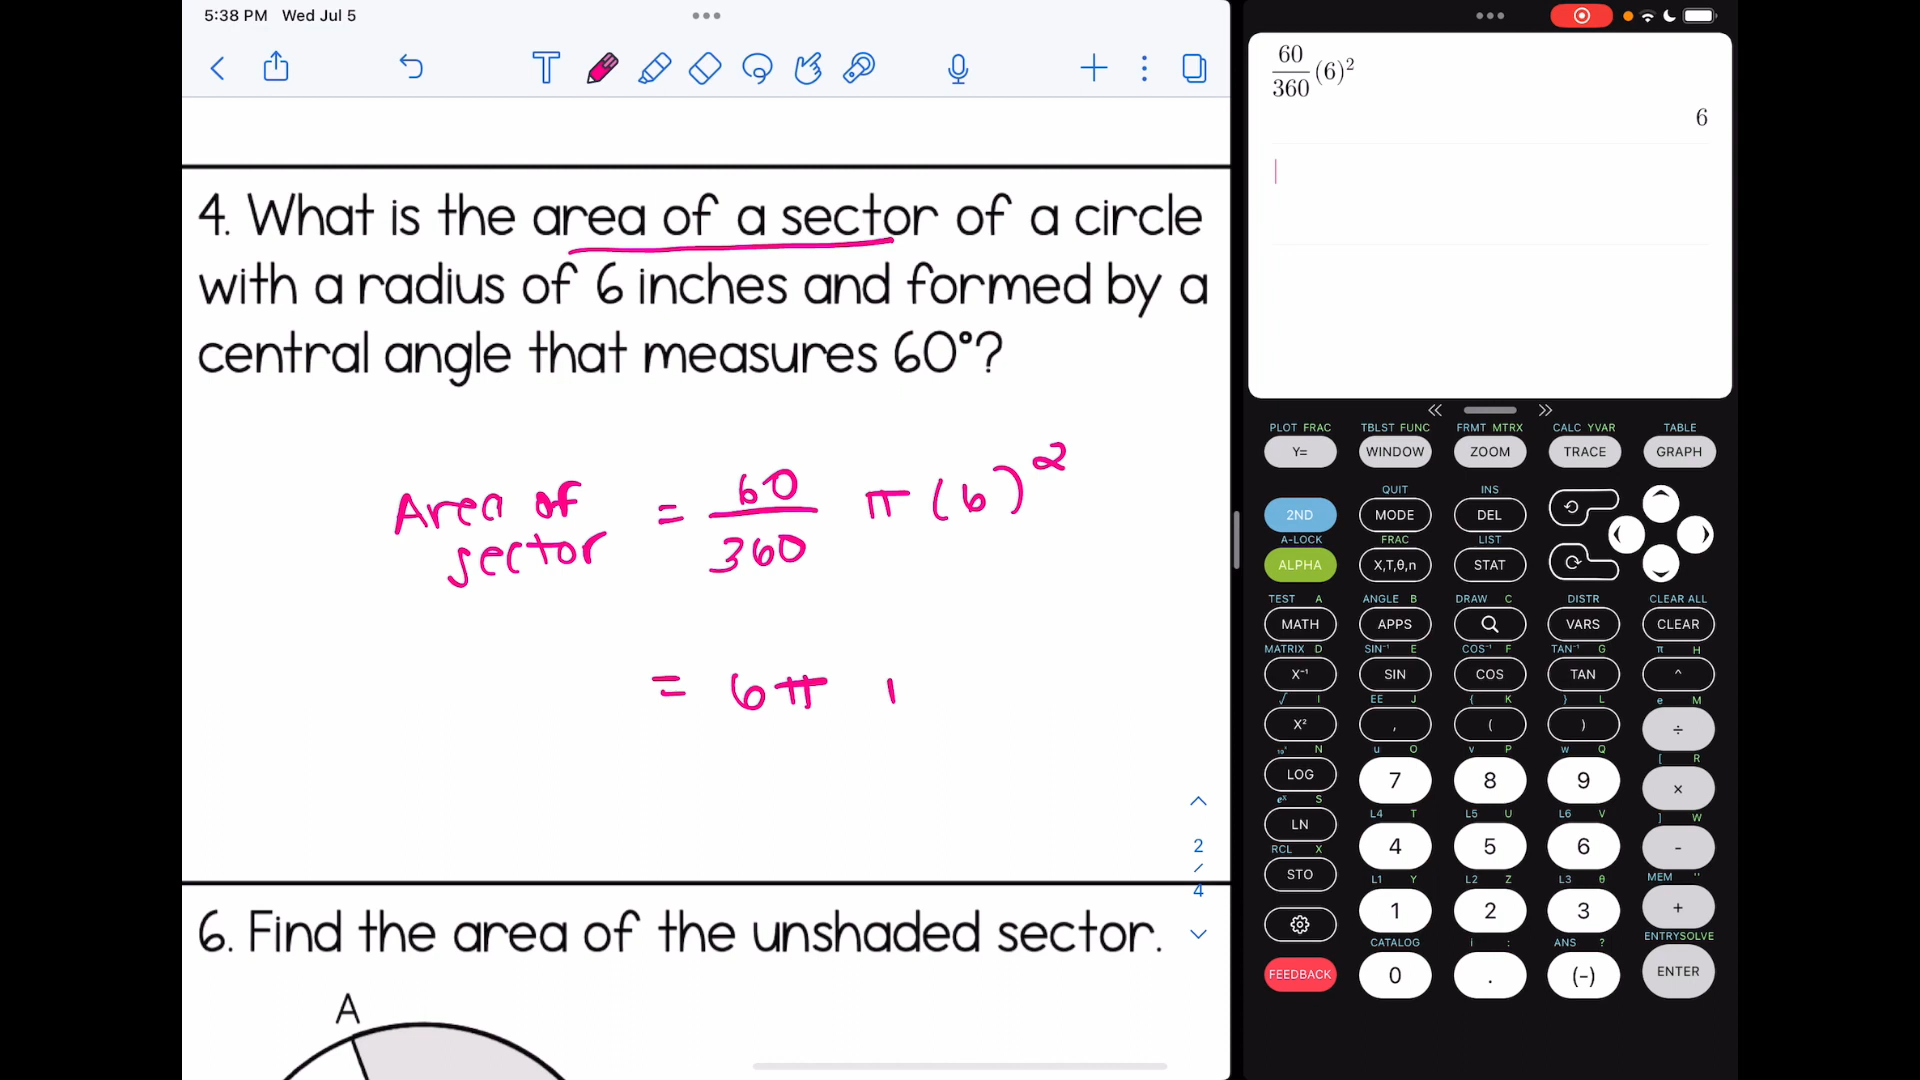 5:38 PM Wed Jul 5
4. What is the area of a sector of a circle
with a radius of 6 inches and formed by a
central angle that measures 60°?
Area of
sector
= 60/360 π(6)²
= 6π i
2
/
4
6. Find the area of the unshaded sector.
A
60/360 (6)²
6
PLOT FRAC TBLST FUNC FRMT MTRX CALC YVAR TABLE
Y= WINDOW ZOOM TRACE GRAPH
QUIT INS
2ND MODE DEL
A-LOCK FRAC LIST
ALPHA X,T,θ,n STAT
TEST A ANGLE B DRAW C DISTR CLEAR ALL
MATH APPS VARS CLEAR
MATRIX D SIN⁻¹ E COS⁻¹ F TAN⁻¹ G π H
X⁻¹ SIN COS TAN ^
√ I EE J { K } L e M
X² , ( ) ÷
10ˣ N u O v P w Q [ R
LOG 7 8 9 ×
eˣ S L4 T L5 U L6 V ] W
LN 4 5 6 -
RCL X L1 Y L2 Z L3 θ MEM "
STO 1 2 3 +
CATALOG i : ANS ? ENTRY SOLVE
FEEDBACK 0 . (-) ENTER